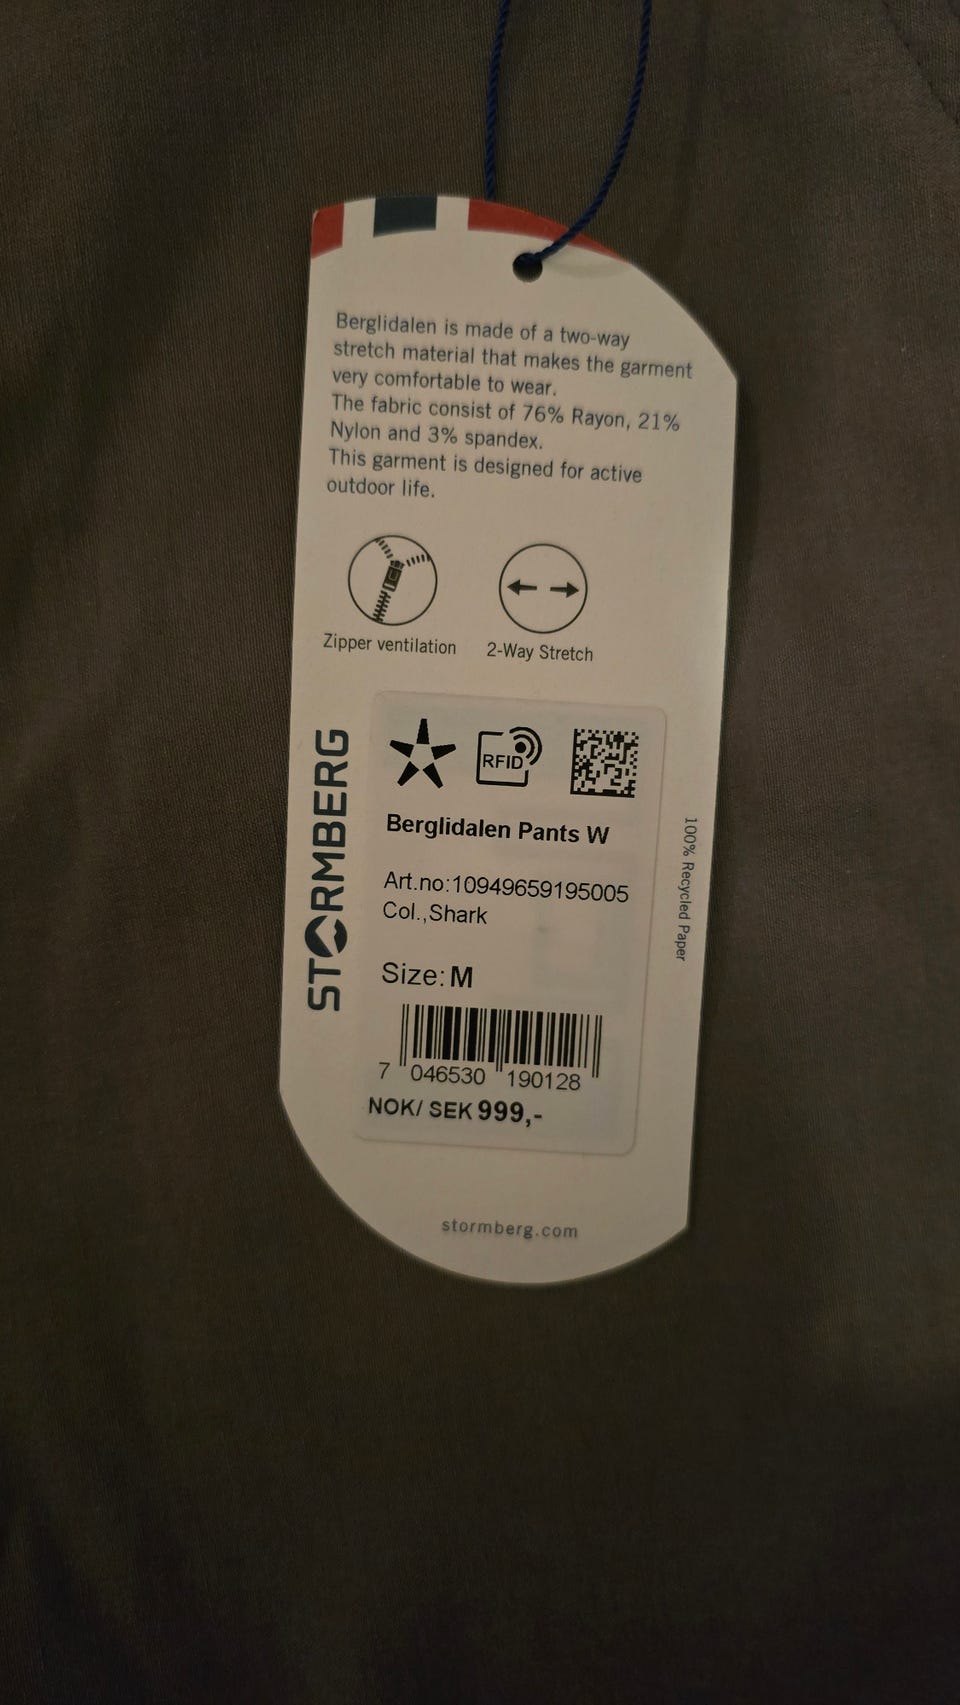 Berglidalen is made of a two-way
stretch material that makes the garment
very comfortable to wear.
The fabric consist of 76% Rayon, 21%
Nylon and 3% spandex.
This garment is designed for active
outdoor life.
Zipper ventilation
2-Way Stretch
STORMBERG
RFID
Berglidalen Pants W
Art.no:10949659195005
Col.,Shark
Size: M
7 046530 190128
NOK/ SEK 999,-
100% Recycled Paper
stormberg.com